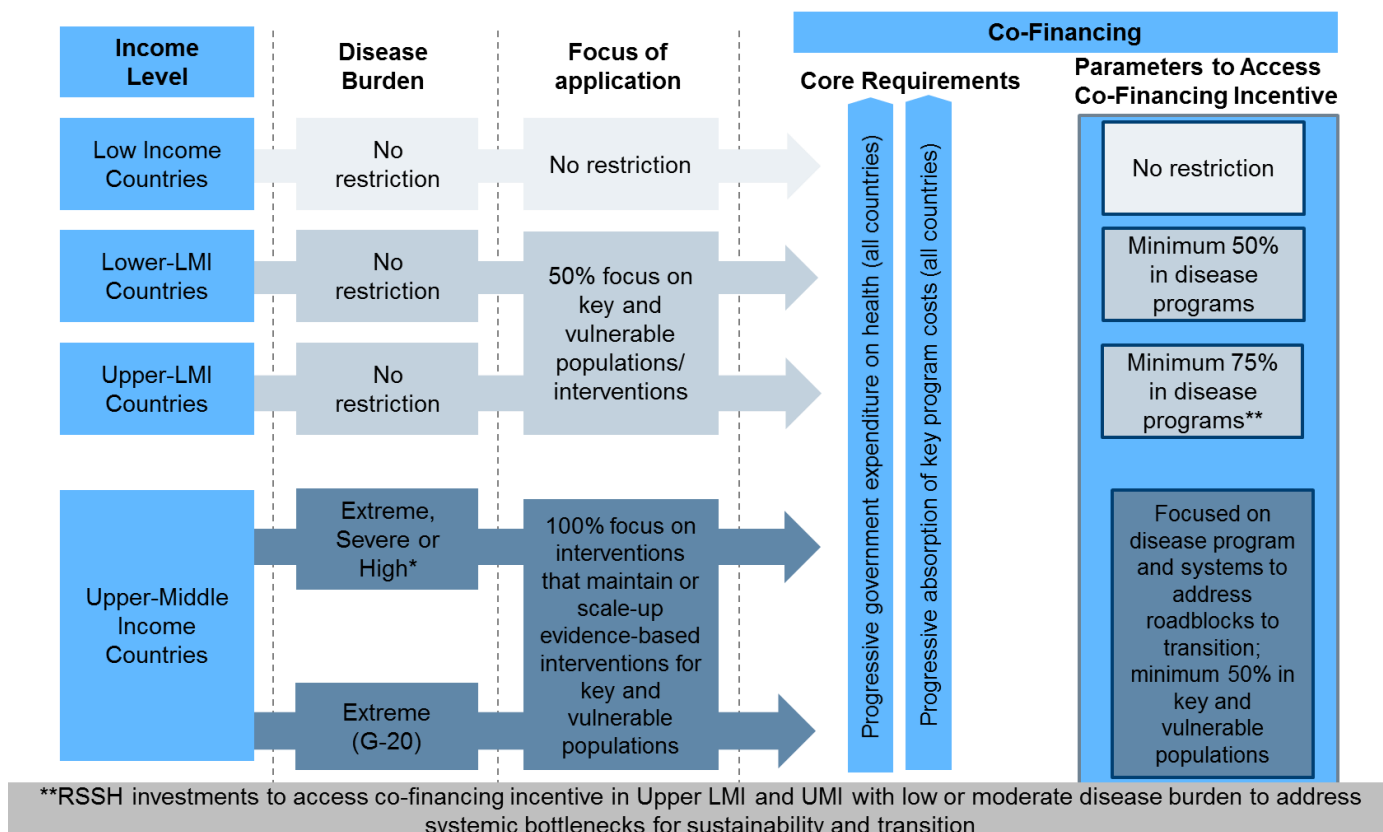 Income
Level
Disease
Burden
Focus of
application
Co-Financing
Core Requirements
Parameters to Access
Co-Financing Incentive
Low Income
Countries
No
restriction
No restriction
No restriction
Lower-LMI
Countries
No
restriction
50% focus on
key and
vulnerable
populations/
interventions
Minimum 50%
in disease
programs
Upper-LMI
Countries
No
restriction
Minimum 75%
in disease
programs**
Upper-Middle
Income
Countries
Extreme,
Severe or
High*
Extreme
(G-20)
100% focus on
interventions
that maintain or
scale-up
evidence-based
interventions for
key and
vulnerable
populations
Progressive government expenditure on health (all countries)
Progressive absorption of key program costs (all countries)
Focused on
disease program
and systems to
address
roadblocks to
transition;
minimum 50% in
key and
vulnerable
populations
**RSSH investments to access co-financing incentive in Upper LMI and UMI with low or moderate disease burden to address
systemic bottlenecks for sustainability and transition